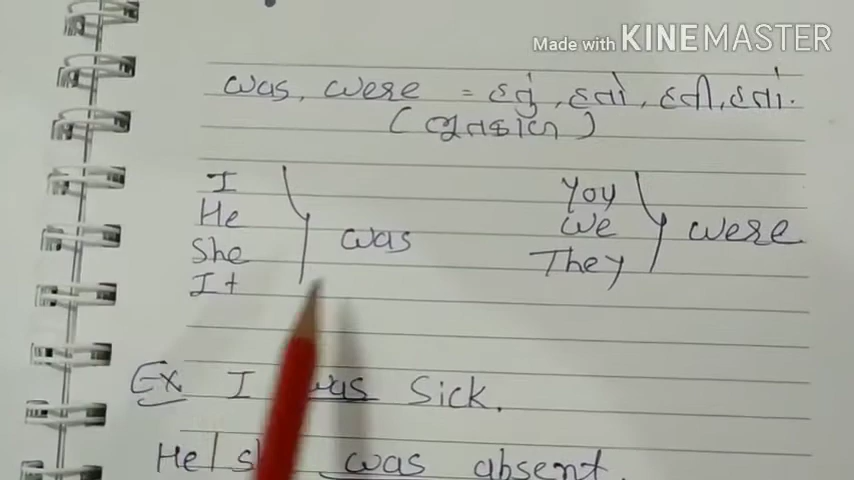 Made with KINEMASTER
was, were = હતું, હતો, હતી, હતાં.
(ભૂતકાળ)
I
He
She
It
was
You
We
They
were
Ex I was Sick.
He/ was absent.